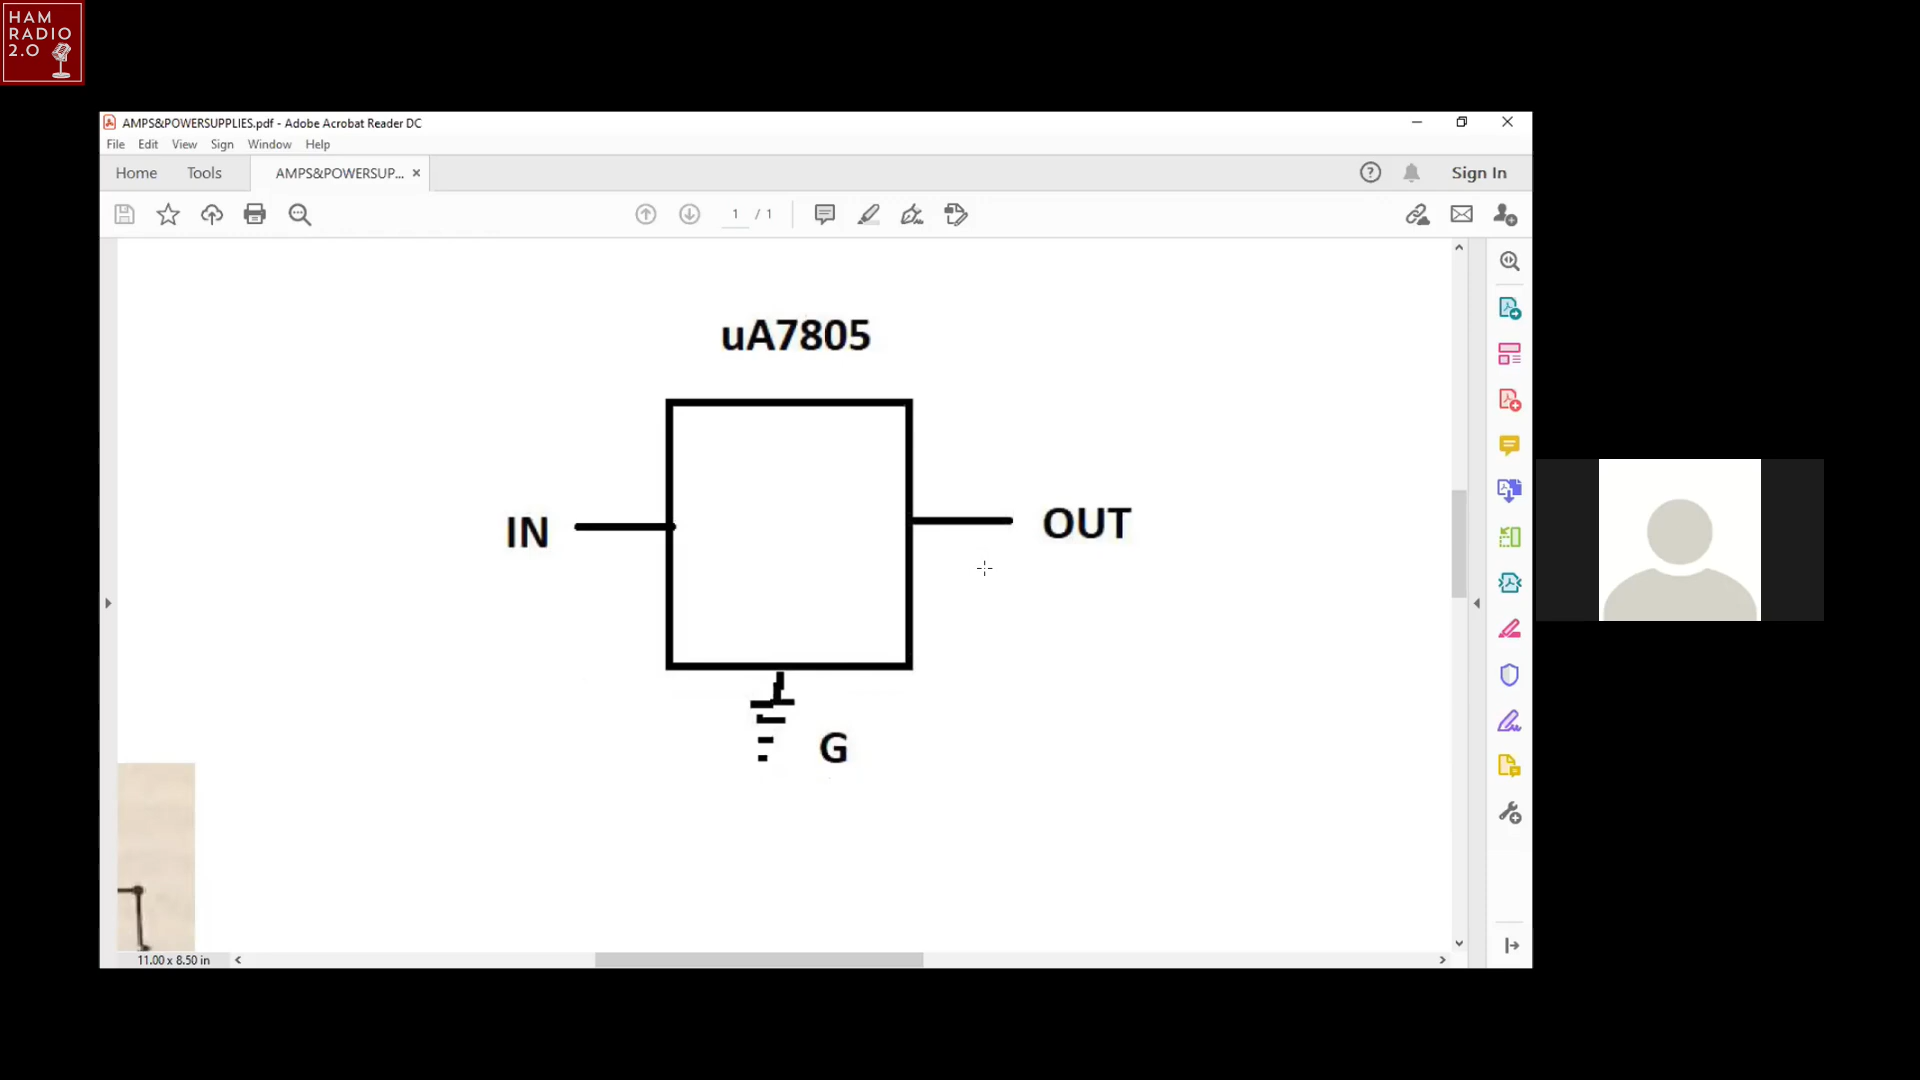 HAM
RADIO
2.0
AMPS&POWERSUPPLIES.pdf - Adobe Acrobat Reader DC
File Edit View Sign Window Help
Home Tools AMPS&POWERSUP... Sign In
1 / 1
uA7805
IN OUT
G
11.00 x 8.50 in